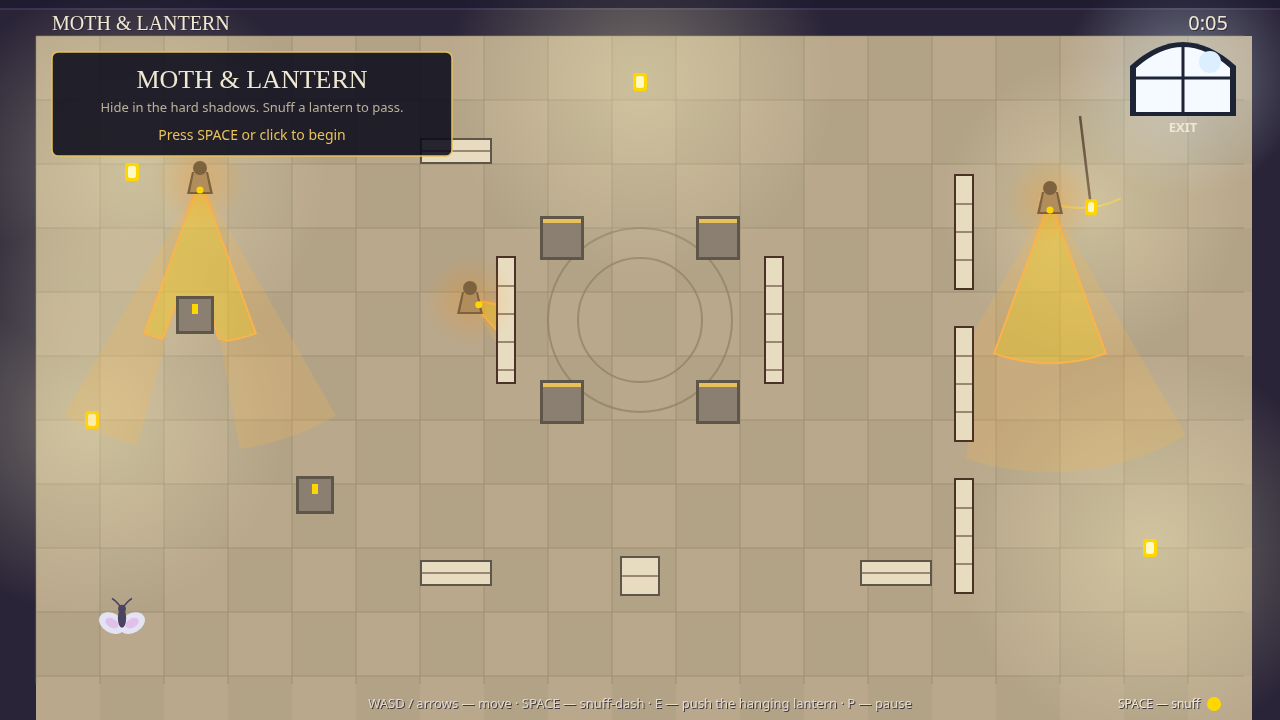 MOTH & LANTERN
0:05
MOTH & LANTERN
Hide in the hard shadows. Snuff a lantern to pass.
Press SPACE or click to begin
EXIT
WASD / arrows — move · SPACE — snuff-dash · E — push the hanging lantern · P — pause
SPACE — snuff